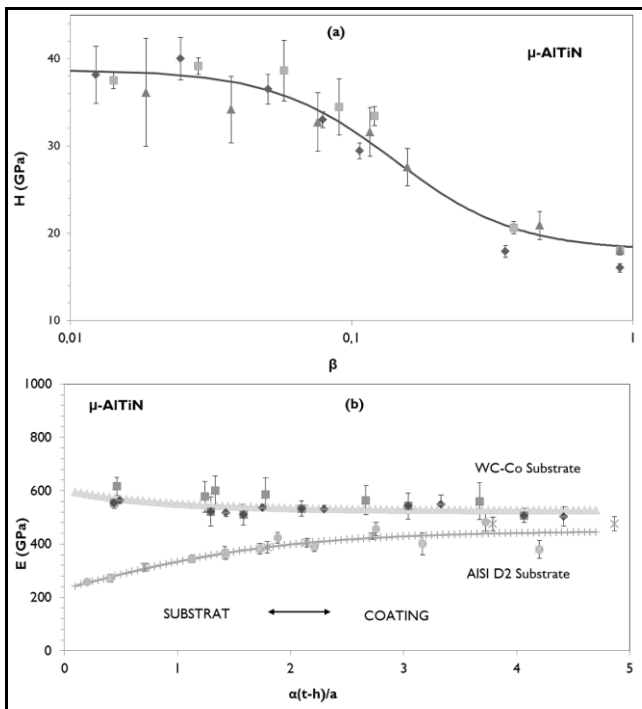 (a)
μ-AlTiN
40
30
20
10
H (GPa)
0,01
0,1
1
β
μ-AlTiN
(b)
1000
800
600
400
200
0
E (GPa)
WC-Co Substrate
AISI D2 Substrate
SUBSTRAT
COATING
0
1
2
3
4
5
α(t-h)/a